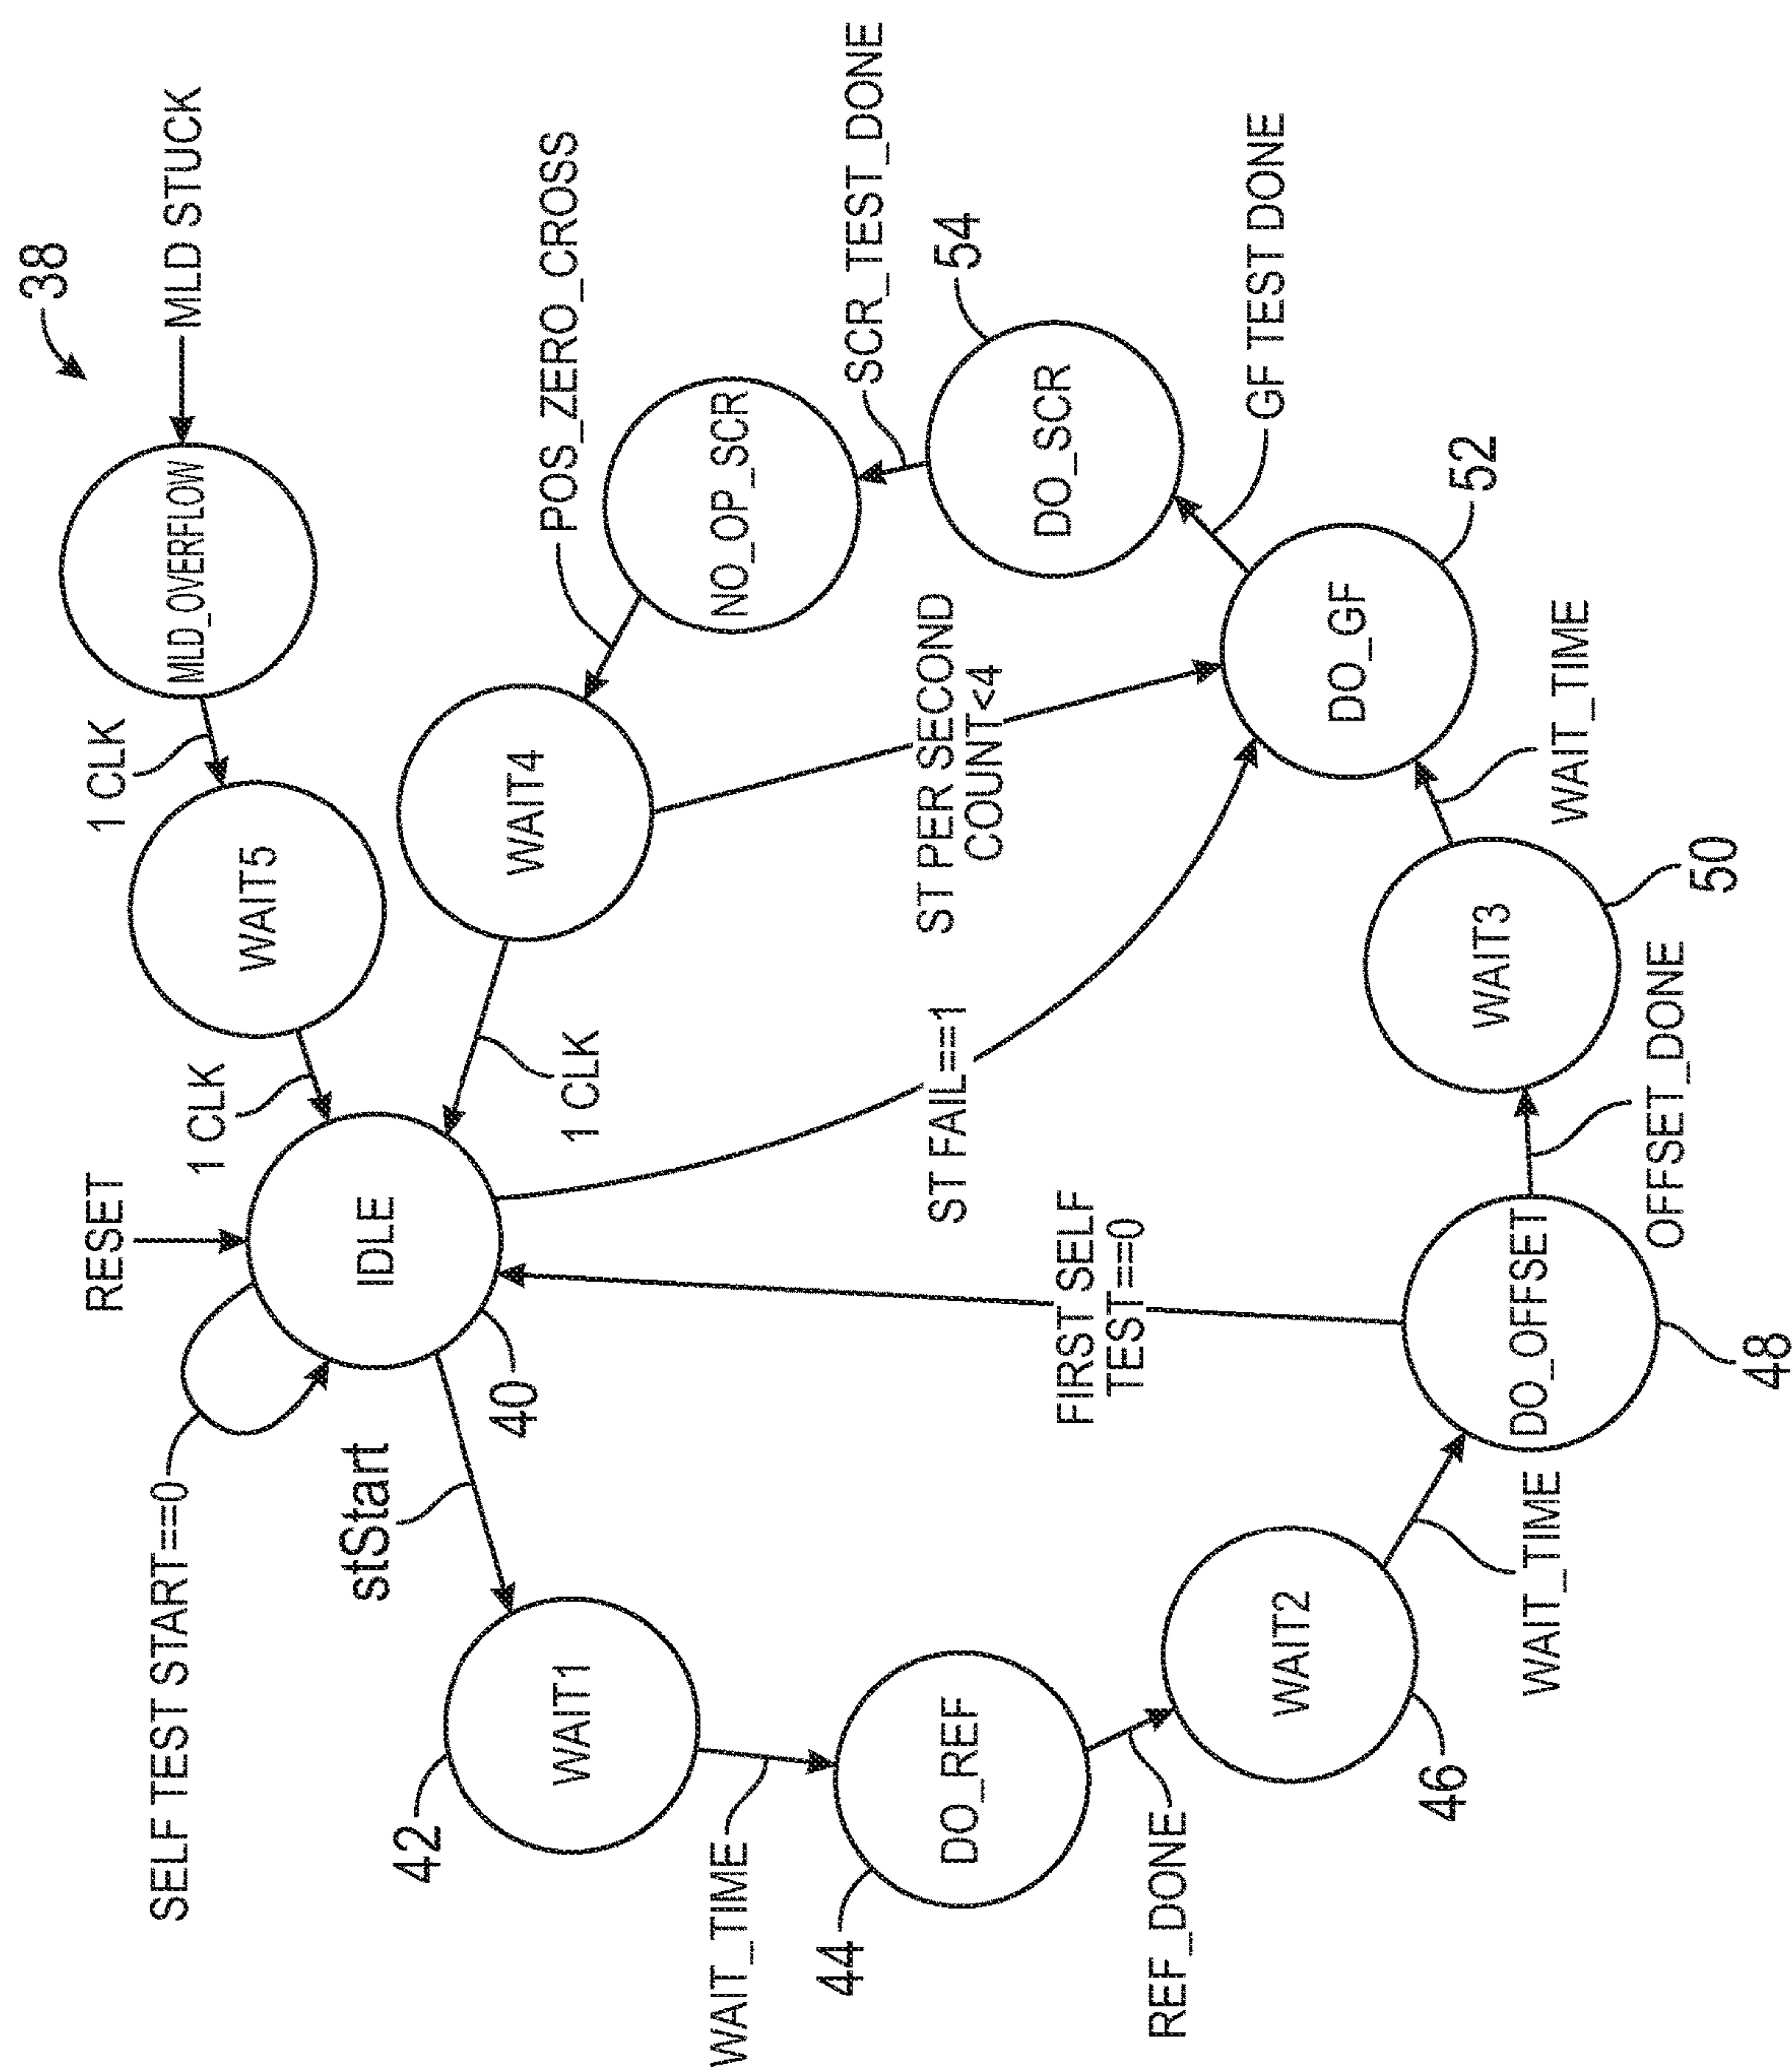 38
MLD STUCK
MLD_OVERFLOW
1 CLK
WAIT5
1 CLK
RESET
SELF TEST START==0
IDLE
40
stStart
POS_ZERO_CROSS
NO_OP_SCR
WAIT4
1 CLK
SCR_TEST_DONE
54
DO_SCR
ST PER SECOND
COUNT<4
ST FAIL==1
FIRST SELF
TEST==0
42
WAIT1
WAIT_TIME
44
DO_REF
REF_DONE
WAIT2
46
WAIT_TIME
DO_OFFSET
48
OFFSET_DONE
WAIT3
50
WAIT_TIME
DO_GF
52
GF TEST DONE